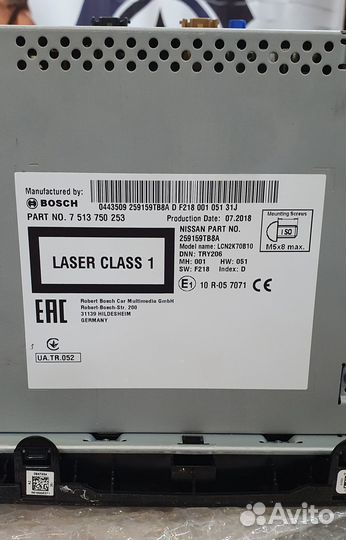 Manufactured by:
BOSCH
0443509 259159TB8A D F218 001 051 31J
PART NO. 7 513 750 253
Production Date: 07.2018
NISSAN PART NO.
259159TB8A
Model name: LCN2K70B10
DNN: TRY206
MH: 001 HW: 051
SW: F218 Index: D
Mounting Screws
ISO
M5x8 max.
LASER CLASS 1
E1 10 R-05 7071
EAC
Robert Bosch Car Multimedia GmbH
Robert-Bosch-Str. 200
31139 HILDESHEIM
GERMANY
UA.TR.052
Avito